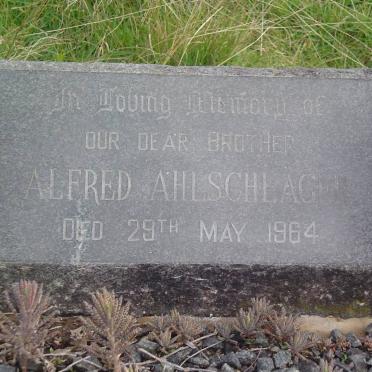 In Loving Memory of
OUR DEAR BROTHER
ALFRED AHLSCHLAGER
DIED 29TH MAY 1964